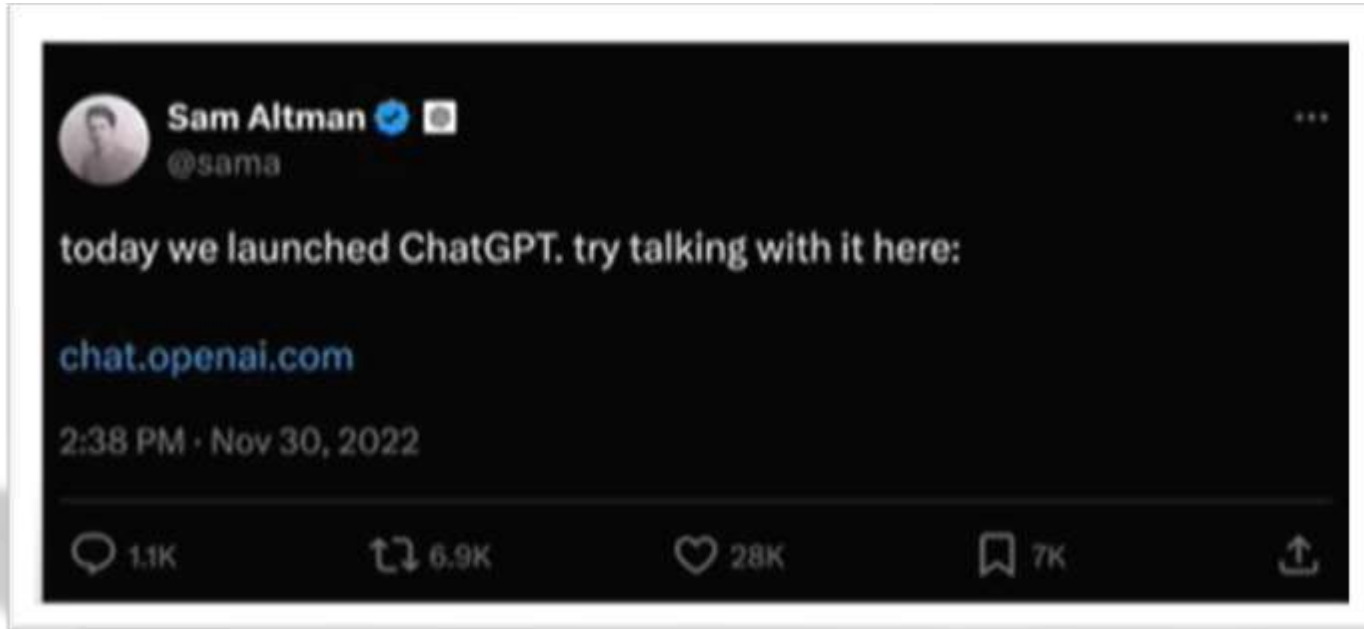 Sam Altman
@sama
today we launched ChatGPT. try talking with it here:
chat.openai.com
2:38 PM · Nov 30, 2022
1.1K 6.9K 28K 7K